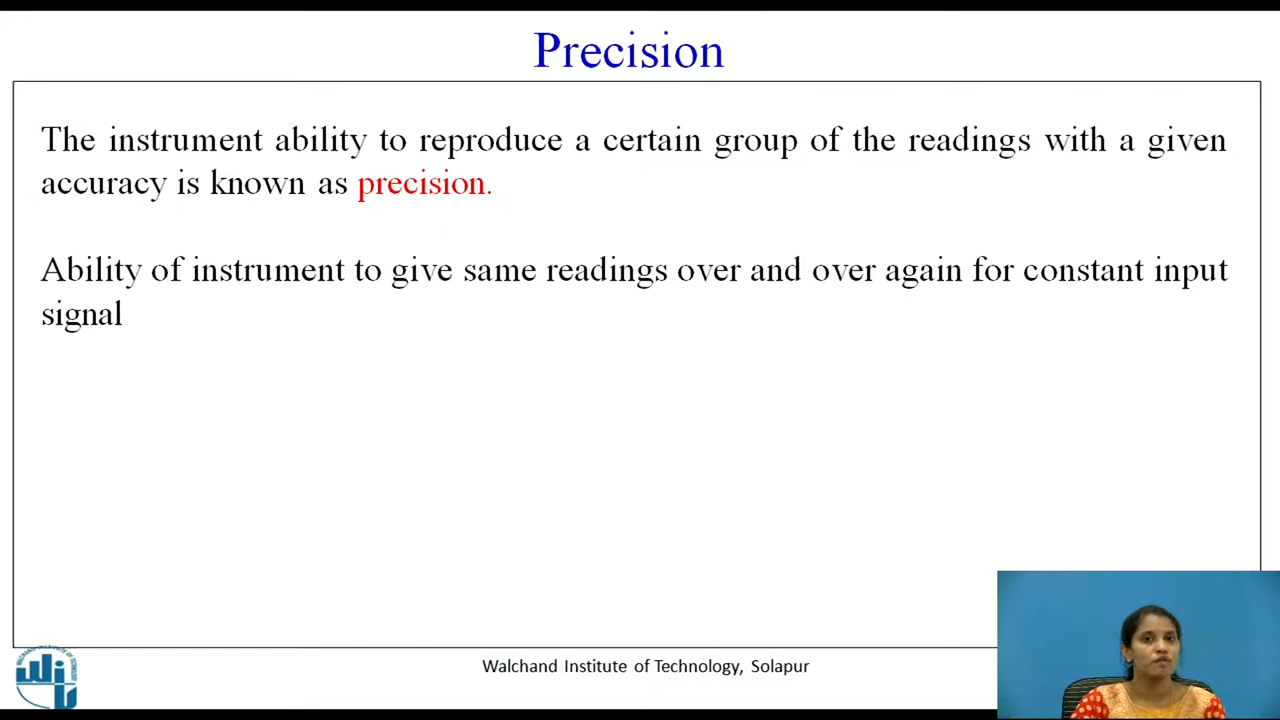 Precision
The instrument ability to reproduce a certain group of the readings with a given
accuracy is known as precision.
Ability of instrument to give same readings over and over again for constant input
signal
Walchand Institute of Technology, Solapur